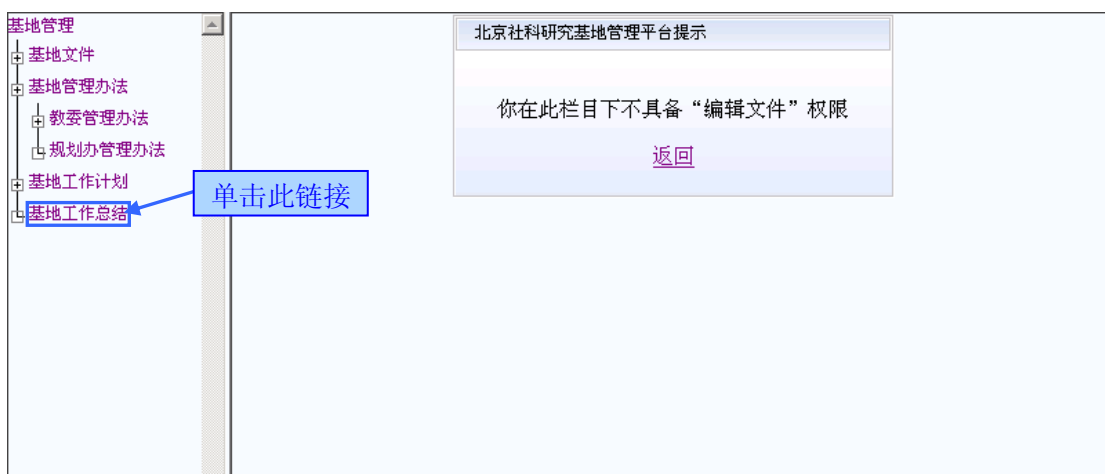 基地管理
基地文件
基地管理办法
教委管理办法
规划办管理办法
基地工作计划
基地工作总结
单击此链接
北京社科研究基地管理平台提示
你在此栏目下不具备“编辑文件”权限
返回